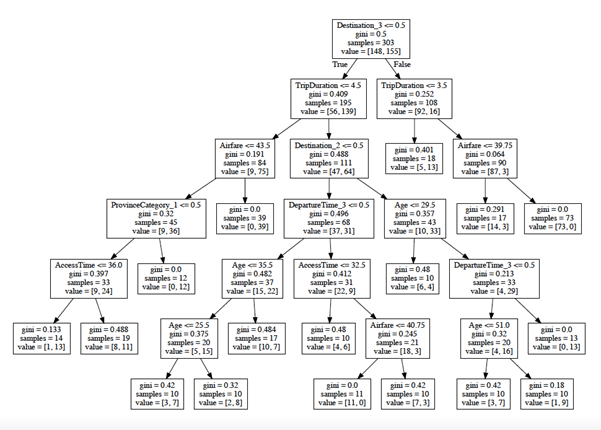 Destination_3 <= 0.5
gini = 0.5
samples = 303
value = [148, 155]
True
False
TripDuration <= 4.5
gini = 0.409
samples = 195
value = [56, 139]
TripDuration <= 3.5
gini = 0.252
samples = 108
value = [92, 16]
Airfare <= 43.5
gini = 0.191
samples = 84
value = [9, 75]
Destination_2 <= 0.5
gini = 0.488
samples = 111
value = [47, 64]
gini = 0.401
samples = 18
value = [5, 13]
Airfare <= 39.75
gini = 0.064
samples = 90
value = [87, 3]
ProvinceCategory_1 <= 0.5
gini = 0.32
samples = 45
value = [9, 36]
gini = 0.0
samples = 39
value = [0, 39]
DepartureTime_3 <= 0.5
gini = 0.496
samples = 68
value = [37, 31]
Age <= 29.5
gini = 0.357
samples = 43
value = [10, 33]
gini = 0.291
samples = 17
value = [14, 3]
gini = 0.0
samples = 73
value = [73, 0]
AccessTime <= 36.0
gini = 0.397
samples = 33
value = [9, 24]
gini = 0.0
samples = 12
value = [0, 12]
Age <= 35.5
gini = 0.482
samples = 37
value = [15, 22]
AccessTime <= 32.5
gini = 0.412
samples = 31
value = [22, 9]
gini = 0.48
samples = 10
value = [6, 4]
DepartureTime_3 <= 0.5
gini = 0.213
samples = 33
value = [4, 29]
gini = 0.133
samples = 14
value = [1, 13]
gini = 0.488
samples = 19
value = [8, 11]
Age <= 25.5
gini = 0.375
samples = 20
value = [5, 15]
gini = 0.484
samples = 17
value = [10, 7]
gini = 0.48
samples = 10
value = [4, 6]
Airfare <= 40.75
gini = 0.245
samples = 21
value = [18, 3]
Age <= 51.0
gini = 0.32
samples = 20
value = [4, 16]
gini = 0.0
samples = 13
value = [0, 13]
gini = 0.42
samples = 10
value = [3, 7]
gini = 0.32
samples = 10
value = [2, 8]
gini = 0.0
samples = 11
value = [11, 0]
gini = 0.42
samples = 10
value = [7, 3]
gini = 0.42
samples = 10
value = [3, 7]
gini = 0.18
samples = 10
value = [1, 9]